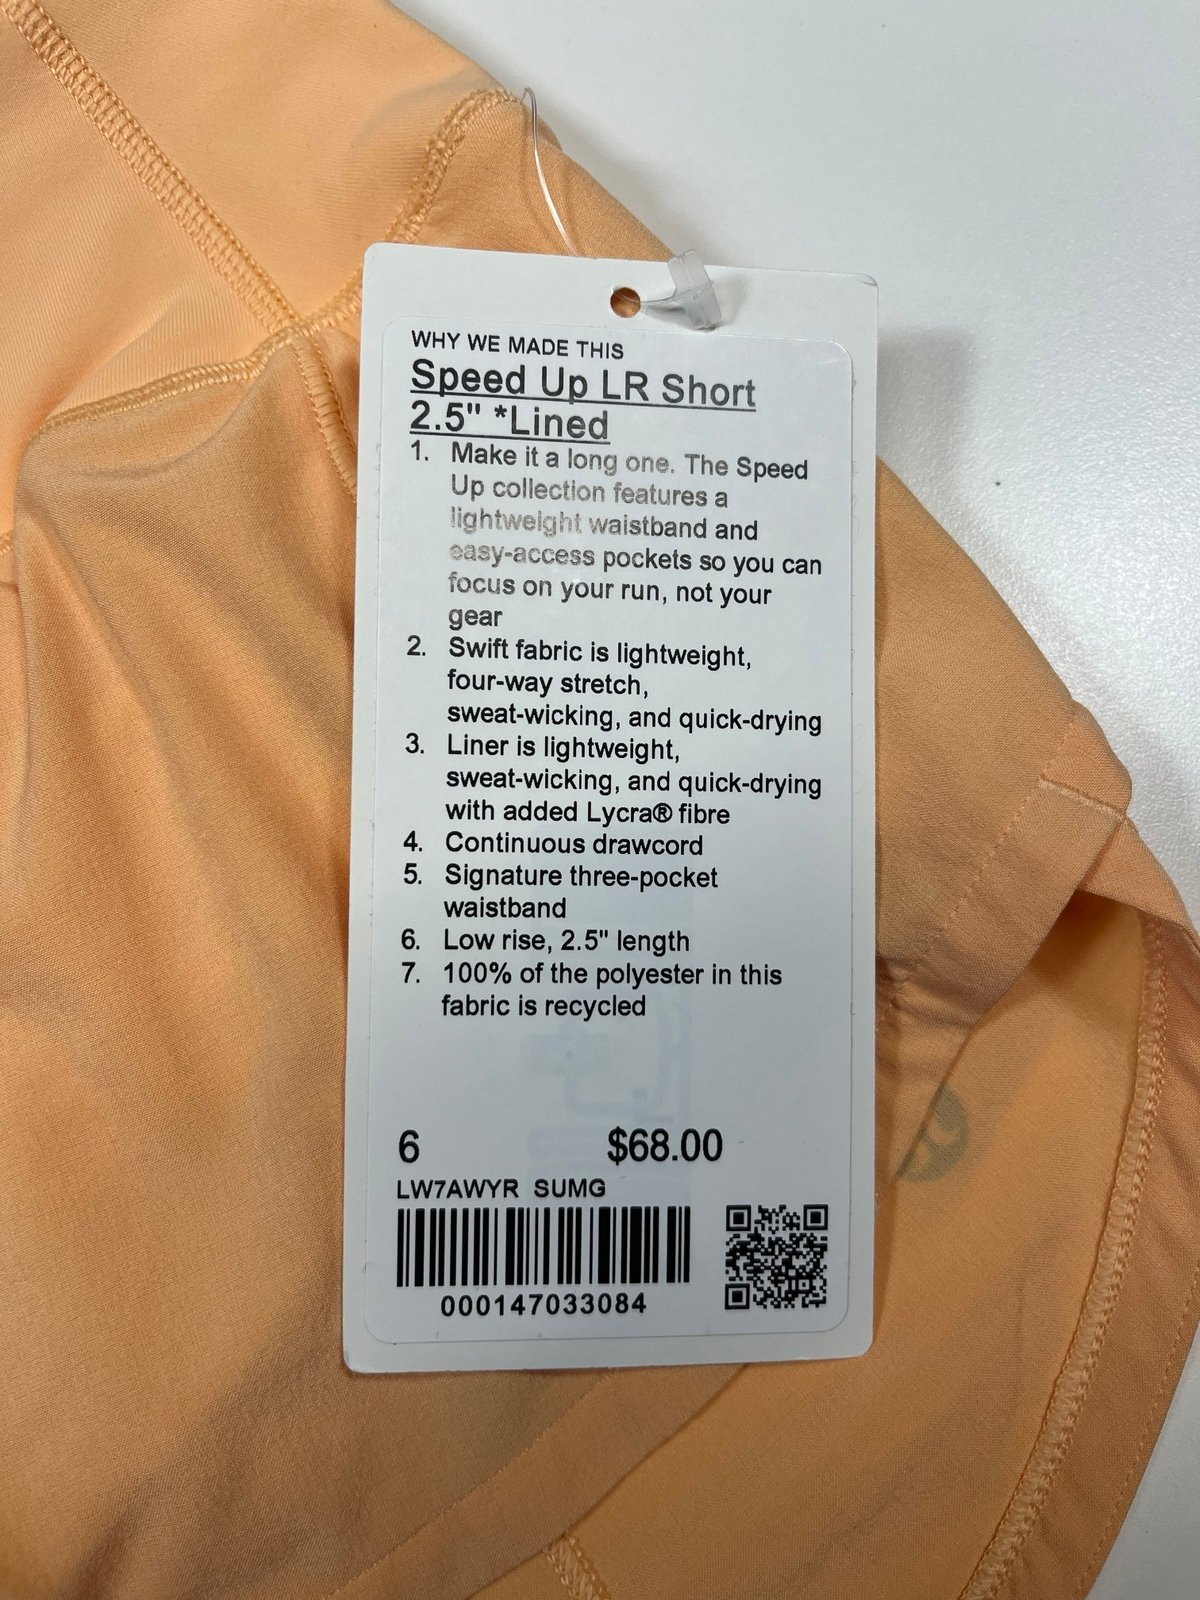 WHY WE MADE THIS
Speed Up LR Short
2.5" *Lined
1. Make it a long one. The Speed
Up collection features a
lightweight waistband and
easy-access pockets so you can
focus on your run, not your
gear
2. Swift fabric is lightweight,
four-way stretch,
sweat-wicking, and quick-drying
3. Liner is lightweight,
sweat-wicking, and quick-drying
with added Lycra® fibre
4. Continuous drawcord
5. Signature three-pocket
waistband
6. Low rise, 2.5" length
7. 100% of the polyester in this
fabric is recycled
6 $68.00
LW7AWYR SUMG
000147033084